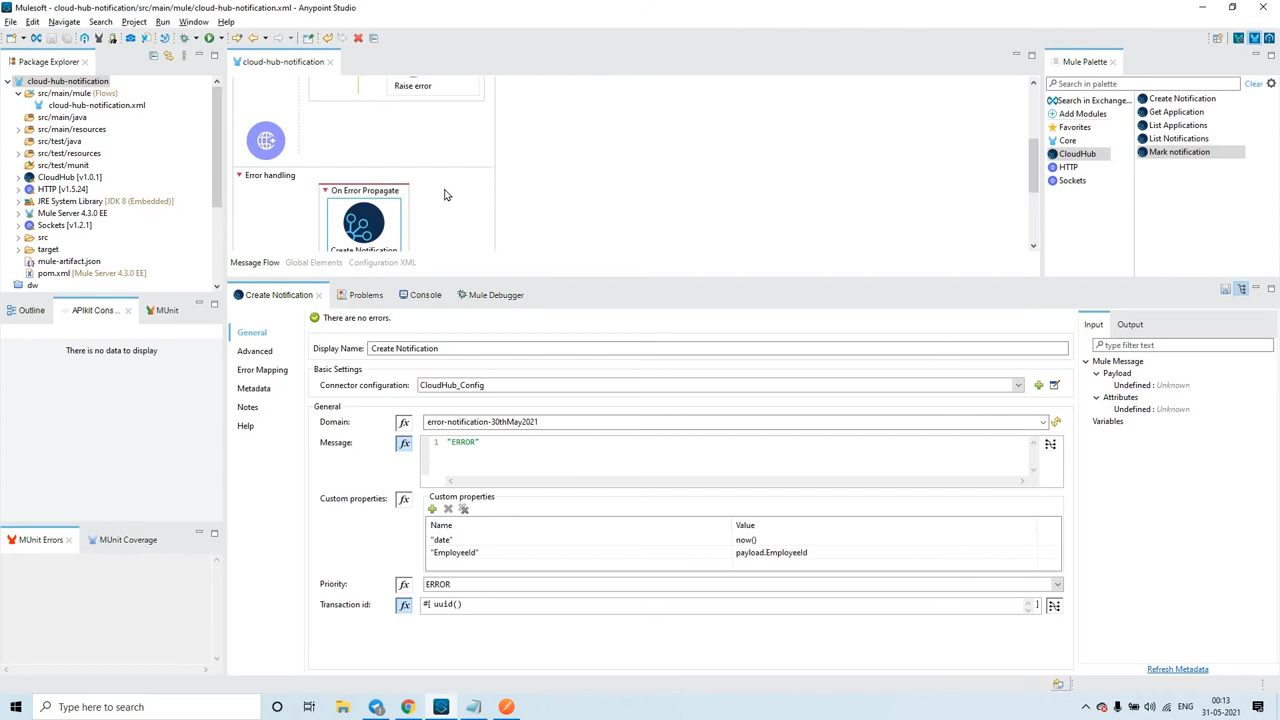 Mulesoft - cloud-hub-notification/src/main/mule/cloud-hub-notification.xml - Anypoint Studio
File Edit Navigate Search Project Run Window Help
Package Explorer
cloud-hub-notification
src/main/mule (Flows)
cloud-hub-notification.xml
src/main/java
src/main/resources
src/test/java
src/test/resources
src/test/munit
CloudHub [v1.0.1]
HTTP [v1.5.24]
JRE System Library [JDK 8 (Embedded)]
Mule Server 4.3.0 EE
Sockets [v1.2.1]
src
target
mule-artifact.json
pom.xml [Mule Server 4.3.0 EE]
dw
cloud-hub-notification
Raise error
Error handling
On Error Propagate
Create Notification
Message Flow Global Elements Configuration XML
Mule Palette
Search in palette
Clear
Search in Exchange...
Add Modules
Favorites
Core
CloudHub
HTTP
Sockets
Create Notification
Get Application
List Applications
List Notifications
Mark notification
Outline APIkit Cons... MUnit
There is no data to display
MUnit Errors MUnit Coverage
Create Notification Problems Console Mule Debugger
General
Advanced
Error Mapping
Metadata
Notes
Help
There are no errors.
Display Name: Create Notification
Basic Settings
Connector configuration: CloudHub_Config
General
Domain: fx error-notification-30thMay2021
Message: fx 1 "ERROR"
Custom properties: fx Custom properties
Name Value
"date" now()
"EmployeeId" payload.EmployeeId
Priority: fx ERROR
Transaction id: fx #[ uuid() ]
Input Output
type filter text
Mule Message
Payload
Undefined : Unknown
Attributes
Undefined : Unknown
Variables
Refresh Metadata
Type here to search
ENG
00:13
31-05-2021